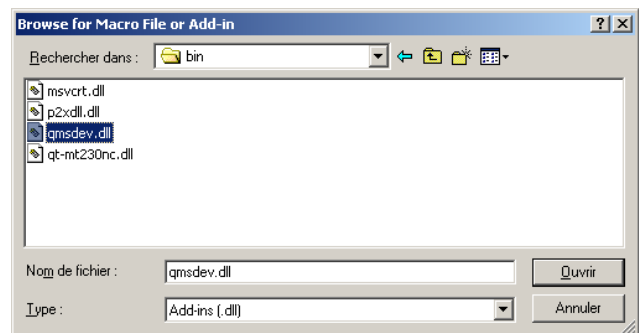 Browse for Macro File or Add-in
Rechercher dans :
bin
msvcrt.dll
p2xdll.dll
qmsdev.dll
qt-mt230nc.dll
Nom de fichier :
qmsdev.dll
Ouvrir
Type :
Add-ins (.dll)
Annuler